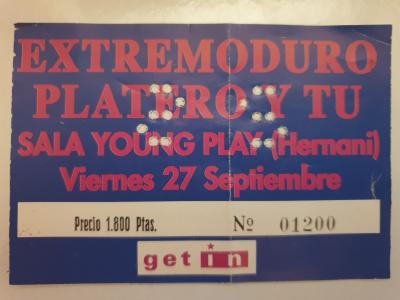 EXTREMODURO
PLATERO Y TU
SALA YOUNG PLAY (Hernani)
Viernes 27 Septiembre
Precio 1.800 Ptas. Nº 01200
get in